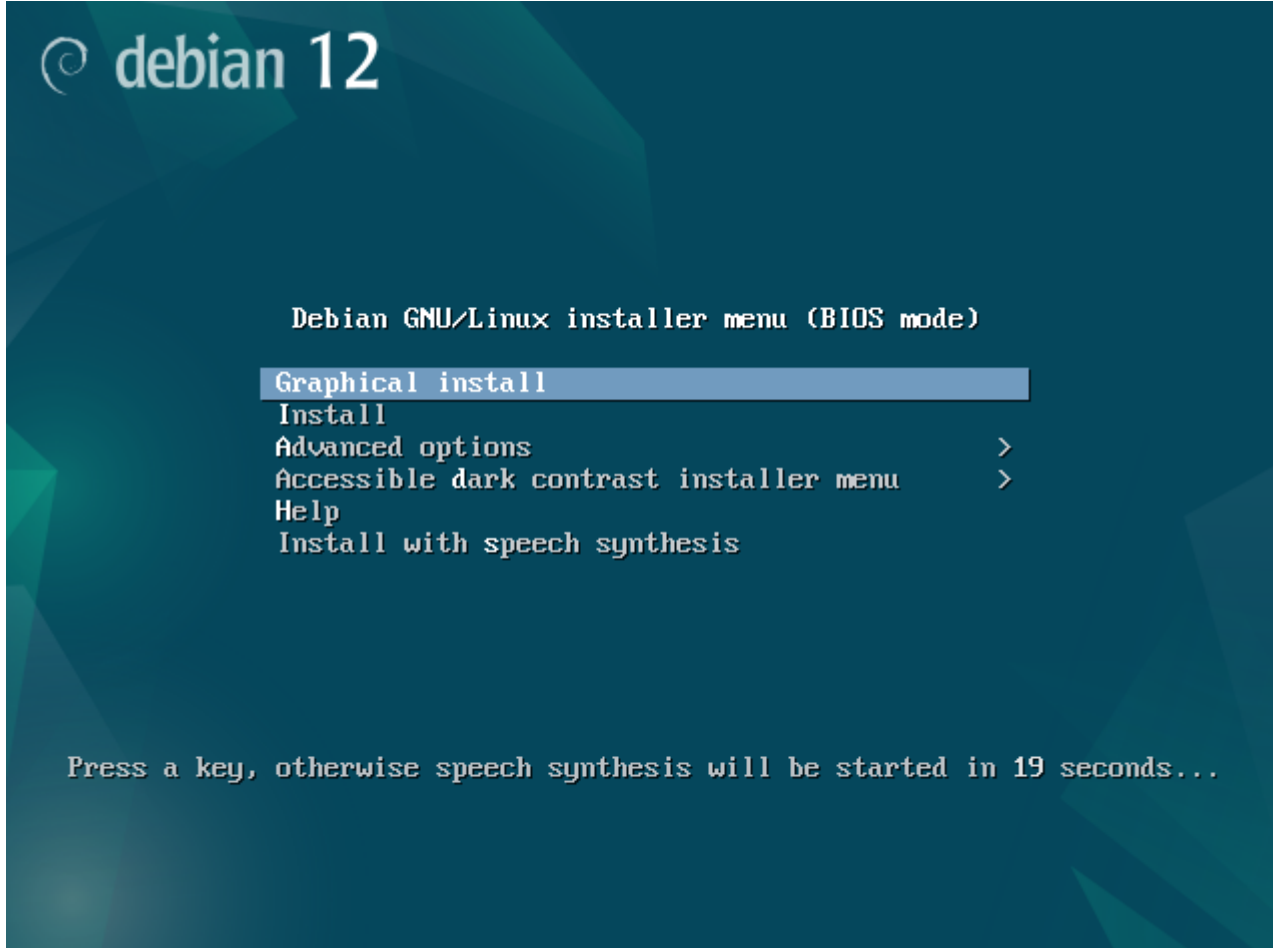 debian 12
Debian GNU/Linux installer menu (BIOS mode)
Graphical install
Install
Advanced options >
Accessible dark contrast installer menu >
Help
Install with speech synthesis
Press a key, otherwise speech synthesis will be started in 19 seconds...